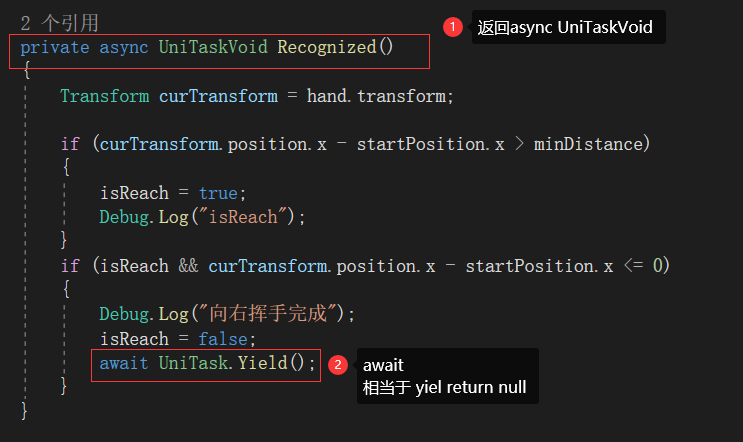 2 个引用
private async UniTaskVoid Recognized()
1 返回async UniTaskVoid
{
Transform curTransform = hand.transform;
if (curTransform.position.x - startPosition.x > minDistance)
{
isReach = true;
Debug.Log("isReach");
}
if (isReach && curTransform.position.x - startPosition.x <= 0)
{
Debug.Log("向右挥手完成");
isReach = false;
await UniTask.Yield();
2 await
相当于 yiel return null
}
}